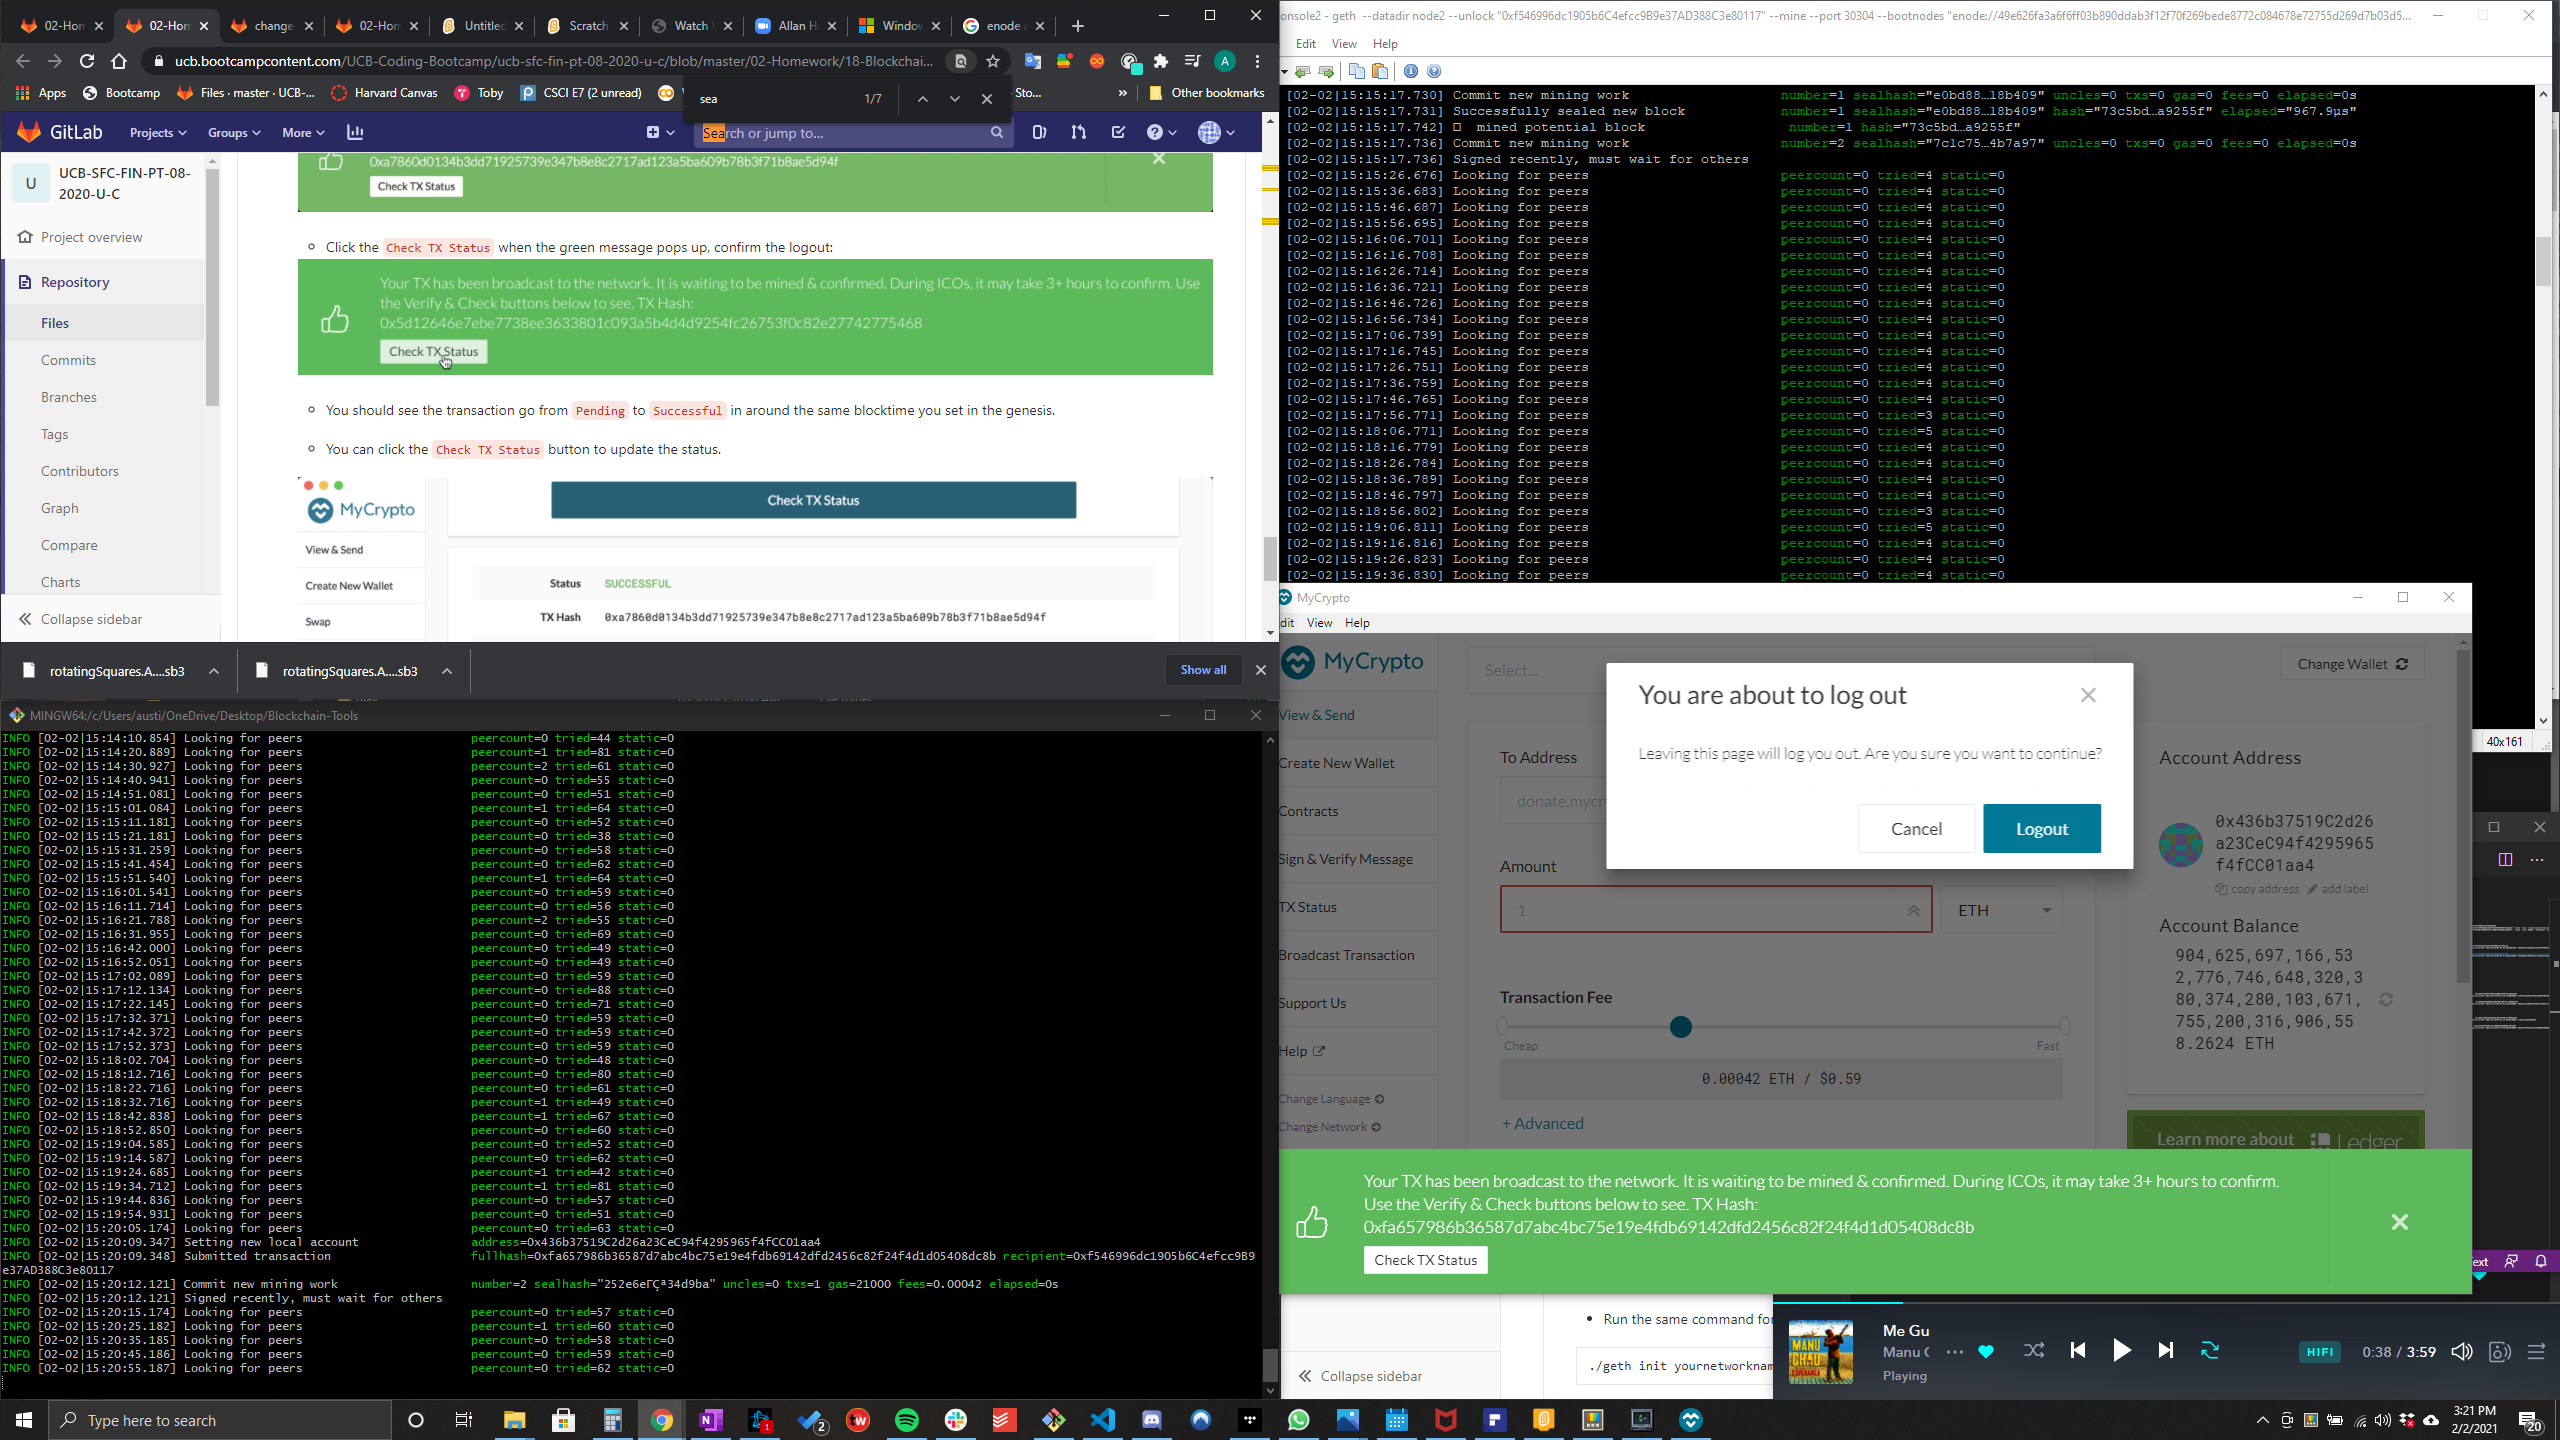 02-Hom
02-Hom
change
02-Hom
Untitled
Scratch
Watch
Allan H
Window
enode
ucb.bootcampcontent.com/UCB-Coding-Bootcamp/ucb-sfc-fin-pt-08-2020-u-c/blob/master/02-Homework/18-Blockchai...
Apps
Bootcamp
Files · master · UCB-...
Harvard Canvas
Toby
CSCI E7 (2 unread)
Sto...
Other bookmarks
sea
1/7
GitLab
Projects
Groups
More
Search or jump to...
U
UCB-SFC-FIN-PT-08-
2020-U-C
Project overview
Repository
Files
Commits
Branches
Tags
Contributors
Graph
Compare
Charts
Collapse sidebar
0xa7860d0134b3dd71925739e347b8e8c2717ad123a5ba609b78b3f71b8ae5d94f
Check TX Status
Click the Check TX Status when the green message pops up, confirm the logout:
Your TX has been broadcast to the network. It is waiting to be mined & confirmed. During ICOs, it may take 3+ hours to confirm. Use
the Verify & Check buttons below to see. TX Hash:
0x5d12646e7ebe7738ee3633801c093a5b4d4d9254fc26753f0c82e27742775468
Check TX Status
You should see the transaction go from Pending to Successful in around the same blocktime you set in the genesis.
You can click the Check TX Status button to update the status.
MyCrypto
View & Send
Create New Wallet
Swap
Check TX Status
Status SUCCESSFUL
TX Hash 0xa7860d0134b3dd71925739e347b8e8c2717ad123a5ba609b78b3f71b8ae5d94f
rotatingSquares.A....sb3
rotatingSquares.A....sb3
Show all
onsole2 - geth --datadir node2 --unlock "0xf546996dc1905b6C4efcc9B9e37AD388C3e80117" --mine --port 30304 --bootnodes "enode://49e626fa3a6f6ff03b890ddab3f12f70f269bede8772c084678e72755d269d7b03d5...
Edit View Help
[02-02|15:15:17.730] Commit new mining work number=1 sealhash="e0bd88…18b409" uncles=0 txs=0 gas=0 fees=0 elapsed=0s
[02-02|15:15:17.731] Successfully sealed new block number=1 sealhash="e0bd88…18b409" hash="73c5bd…a9255f" elapsed="967.9µs"
[02-02|15:15:17.742] mined potential block number=1 hash="73c5bd…a9255f"
[02-02|15:15:17.736] Commit new mining work number=2 sealhash="7c1c75…4b7a97" uncles=0 txs=0 gas=0 fees=0 elapsed=0s
[02-02|15:15:17.736] Signed recently, must wait for others
[02-02|15:15:26.676] Looking for peers peercount=0 tried=4 static=0
[02-02|15:15:36.683] Looking for peers peercount=0 tried=4 static=0
[02-02|15:15:46.687] Looking for peers peercount=0 tried=4 static=0
[02-02|15:15:56.695] Looking for peers peercount=0 tried=4 static=0
[02-02|15:16:06.701] Looking for peers peercount=0 tried=4 static=0
[02-02|15:16:16.708] Looking for peers peercount=0 tried=4 static=0
[02-02|15:16:26.714] Looking for peers peercount=0 tried=4 static=0
[02-02|15:16:36.721] Looking for peers peercount=0 tried=4 static=0
[02-02|15:16:46.726] Looking for peers peercount=0 tried=4 static=0
[02-02|15:16:56.734] Looking for peers peercount=0 tried=4 static=0
[02-02|15:17:06.739] Looking for peers peercount=0 tried=4 static=0
[02-02|15:17:16.745] Looking for peers peercount=0 tried=4 static=0
[02-02|15:17:26.751] Looking for peers peercount=0 tried=4 static=0
[02-02|15:17:36.759] Looking for peers peercount=0 tried=4 static=0
[02-02|15:17:46.765] Looking for peers peercount=0 tried=4 static=0
[02-02|15:17:56.771] Looking for peers peercount=0 tried=3 static=0
[02-02|15:18:06.771] Looking for peers peercount=0 tried=5 static=0
[02-02|15:18:16.779] Looking for peers peercount=0 tried=4 static=0
[02-02|15:18:26.784] Looking for peers peercount=0 tried=4 static=0
[02-02|15:18:36.789] Looking for peers peercount=0 tried=4 static=0
[02-02|15:18:46.797] Looking for peers peercount=0 tried=4 static=0
[02-02|15:18:56.802] Looking for peers peercount=0 tried=3 static=0
[02-02|15:19:06.811] Looking for peers peercount=0 tried=5 static=0
[02-02|15:19:16.816] Looking for peers peercount=0 tried=4 static=0
[02-02|15:19:26.823] Looking for peers peercount=0 tried=4 static=0
[02-02|15:19:36.830] Looking for peers peercount=0 tried=4 static=0
40x161
MINGW64:/c/Users/austi/OneDrive/Desktop/Blockchain-Tools
INFO [02-02|15:14:10.854] Looking for peers peercount=0 tried=44 static=0
INFO [02-02|15:14:20.889] Looking for peers peercount=1 tried=81 static=0
INFO [02-02|15:14:30.927] Looking for peers peercount=2 tried=61 static=0
INFO [02-02|15:14:40.941] Looking for peers peercount=0 tried=55 static=0
INFO [02-02|15:14:51.081] Looking for peers peercount=0 tried=51 static=0
INFO [02-02|15:15:01.084] Looking for peers peercount=1 tried=64 static=0
INFO [02-02|15:15:11.181] Looking for peers peercount=0 tried=52 static=0
INFO [02-02|15:15:21.181] Looking for peers peercount=0 tried=38 static=0
INFO [02-02|15:15:31.259] Looking for peers peercount=0 tried=58 static=0
INFO [02-02|15:15:41.454] Looking for peers peercount=0 tried=62 static=0
INFO [02-02|15:15:51.540] Looking for peers peercount=1 tried=64 static=0
INFO [02-02|15:16:01.541] Looking for peers peercount=0 tried=59 static=0
INFO [02-02|15:16:11.714] Looking for peers peercount=0 tried=56 static=0
INFO [02-02|15:16:21.788] Looking for peers peercount=2 tried=55 static=0
INFO [02-02|15:16:31.955] Looking for peers peercount=0 tried=69 static=0
INFO [02-02|15:16:42.000] Looking for peers peercount=1 tried=49 static=0
INFO [02-02|15:16:52.051] Looking for peers peercount=0 tried=49 static=0
INFO [02-02|15:17:02.089] Looking for peers peercount=0 tried=59 static=0
INFO [02-02|15:17:12.134] Looking for peers peercount=0 tried=88 static=0
INFO [02-02|15:17:22.145] Looking for peers peercount=0 tried=71 static=0
INFO [02-02|15:17:32.371] Looking for peers peercount=0 tried=59 static=0
INFO [02-02|15:17:42.372] Looking for peers peercount=0 tried=59 static=0
INFO [02-02|15:17:52.373] Looking for peers peercount=0 tried=59 static=0
INFO [02-02|15:18:02.704] Looking for peers peercount=0 tried=48 static=0
INFO [02-02|15:18:12.716] Looking for peers peercount=0 tried=80 static=0
INFO [02-02|15:18:22.716] Looking for peers peercount=0 tried=61 static=0
INFO [02-02|15:18:32.716] Looking for peers peercount=1 tried=49 static=0
INFO [02-02|15:18:42.838] Looking for peers peercount=1 tried=67 static=0
INFO [02-02|15:18:52.850] Looking for peers peercount=0 tried=60 static=0
INFO [02-02|15:19:04.585] Looking for peers peercount=0 tried=52 static=0
INFO [02-02|15:19:14.587] Looking for peers peercount=0 tried=62 static=0
INFO [02-02|15:19:24.685] Looking for peers peercount=1 tried=42 static=0
INFO [02-02|15:19:34.712] Looking for peers peercount=1 tried=81 static=0
INFO [02-02|15:19:44.836] Looking for peers peercount=0 tried=57 static=0
INFO [02-02|15:19:54.931] Looking for peers peercount=0 tried=51 static=0
INFO [02-02|15:20:05.174] Looking for peers peercount=0 tried=63 static=0
INFO [02-02|15:20:09.347] Setting new local account address=0x436b37519C2d26a23CeC94f4295965f4fCC01aa4
INFO [02-02|15:20:09.348] Submitted transaction fullhash=0xfa657986b36587d7abc4bc75e19e4fdb69142dfd2456c82f24f4d1d05408dc8b recipient=0xf546996dc1905b6C4efcc9B9
e37AD388C3e80117
INFO [02-02|15:20:12.121] Commit new mining work number=2 sealhash="252e6eΓÇª34d9ba" uncles=0 txs=1 gas=21000 fees=0.00042 elapsed=0s
INFO [02-02|15:20:12.121] Signed recently, must wait for others
INFO [02-02|15:20:15.174] Looking for peers peercount=0 tried=57 static=0
INFO [02-02|15:20:25.182] Looking for peers peercount=1 tried=60 static=0
INFO [02-02|15:20:35.185] Looking for peers peercount=0 tried=58 static=0
INFO [02-02|15:20:45.186] Looking for peers peercount=0 tried=59 static=0
INFO [02-02|15:20:55.187] Looking for peers peercount=0 tried=62 static=0
MyCrypto
dit View Help
MyCrypto
Select...
Change Wallet
View & Send
Create New Wallet
Contracts
Sign & Verify Message
TX Status
Broadcast Transaction
Support Us
Help
Change Language
Change Network
You are about to log out
Leaving this page will log you out. Are you sure you want to continue?
Cancel
Logout
To Address
donate.mycr
Amount
1
ETH
Transaction Fee
Cheap
Fast
0.00042 ETH / $0.59
+ Advanced
Account Address
0x436b37519C2d26
a23CeC94f4295965
f4fCC01aa4
copy address
add label
Account Balance
904,625,697,166,53
2,776,746,648,320,3
80,374,280,103,671,
755,200,316,906,55
8.2624 ETH
Learn more about Ledger
Your TX has been broadcast to the network. It is waiting to be mined & confirmed. During ICOs, it may take 3+ hours to confirm.
Use the Verify & Check buttons below to see. TX Hash:
0xfa657986b36587d7abc4bc75e19e4fdb69142dfd2456c82f24f4d1d05408dc8b
Check TX Status
ext
Run the same command for
./geth init yournetworknam
Collapse sidebar
MANU CHAO
Me Gu
Manu C
Playing
HIFI
0:38 / 3:59
Type here to search
2
1
3:21 PM
2/2/2021
20